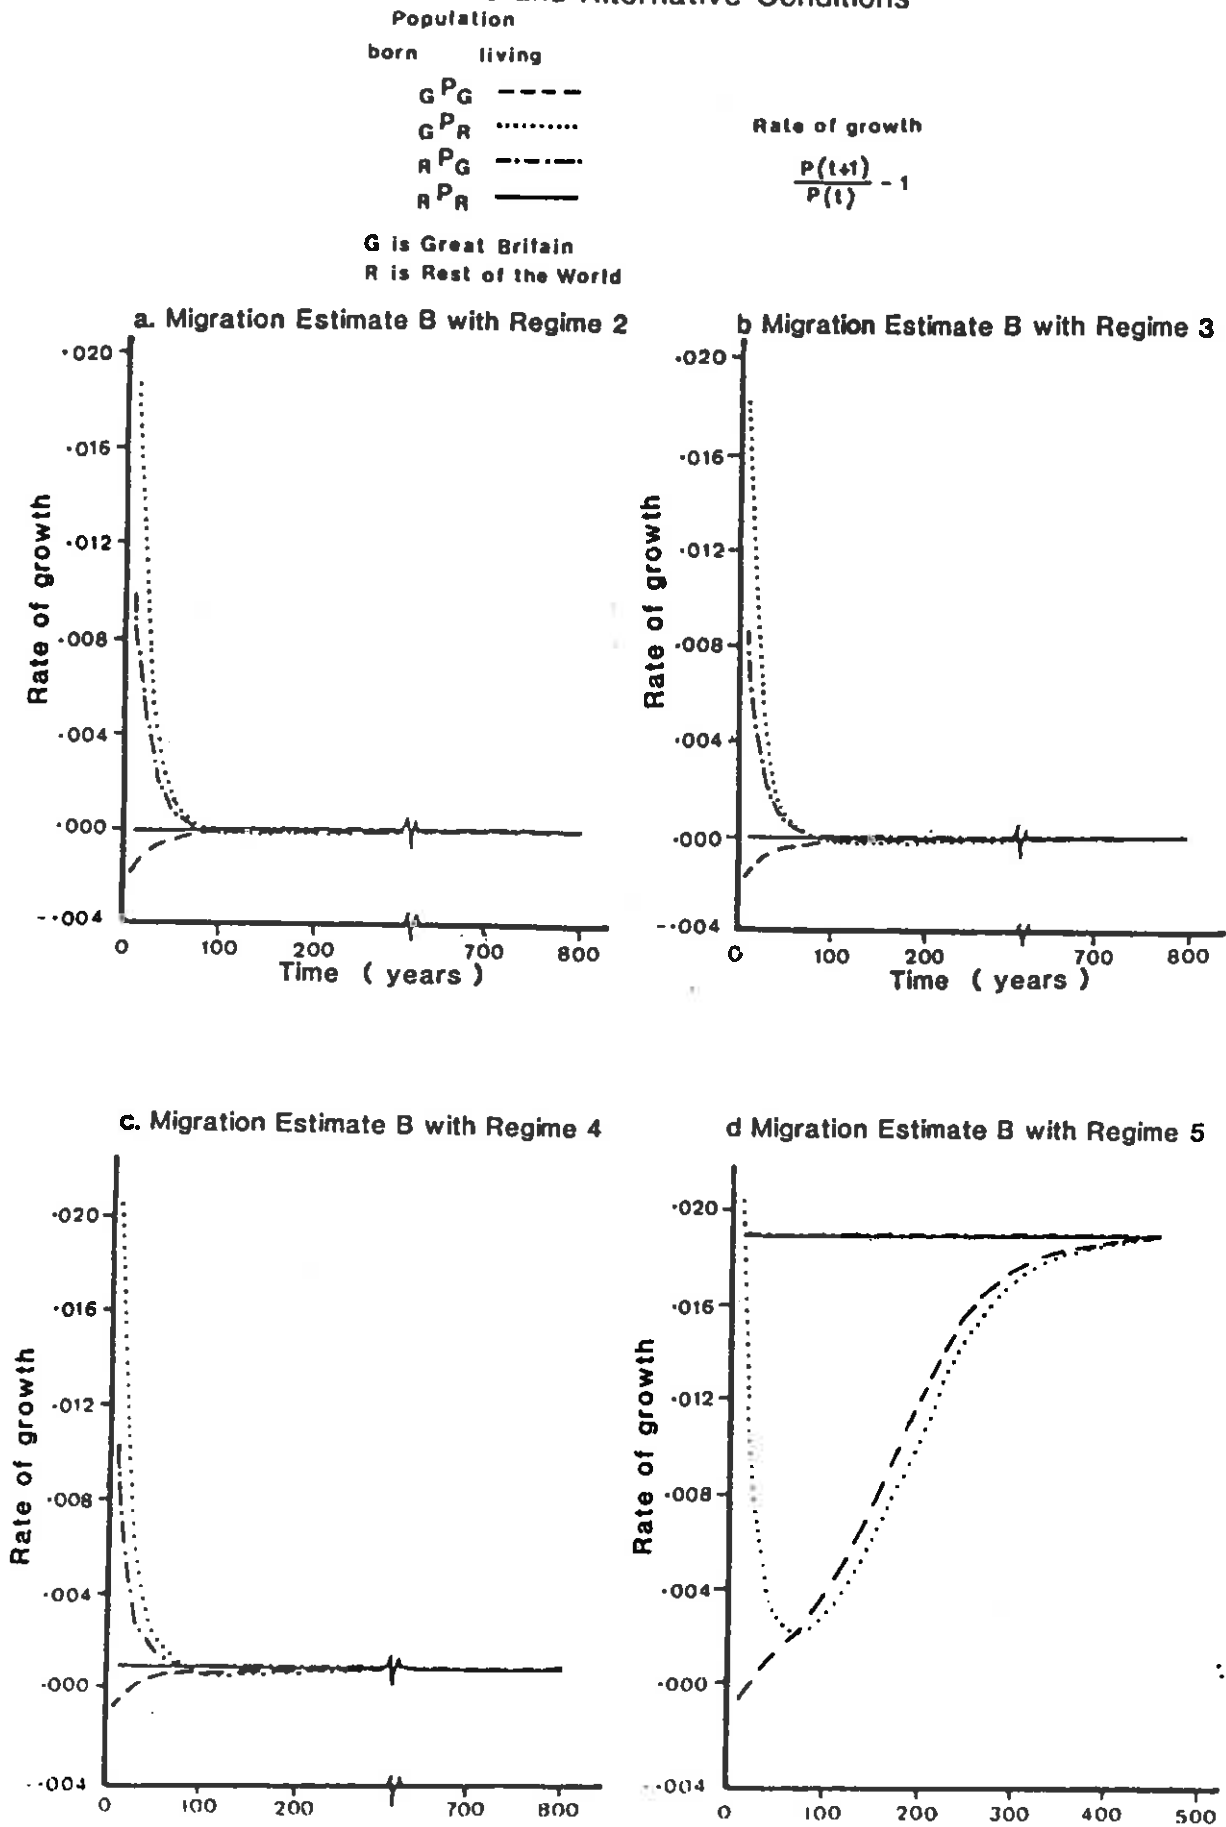 and Alternative Conditions
Population
born living
G P G
G P R
R P G
R P R
Rate of growth
P(t+1)
P(t)
- 1
G is Great Britain
R is Rest of the World
a. Migration Estimate B with Regime 2
·020
·016
·012
·008
·004
·000
-·004
Rate of growth
0 100 200 700 800
Time ( years )
b Migration Estimate B with Regime 3
·020
·016
·012
·008
·004
·000
-·004
Rate of growth
0 100 200 700 800
Time ( years )
c. Migration Estimate B with Regime 4
·020
·016
·012
·008
·004
·000
-·004
Rate of growth
0 100 200 700 800
d Migration Estimate B with Regime 5
·020
·016
·012
·008
·004
·000
-·004
Rate of growth
0 100 200 300 400 500